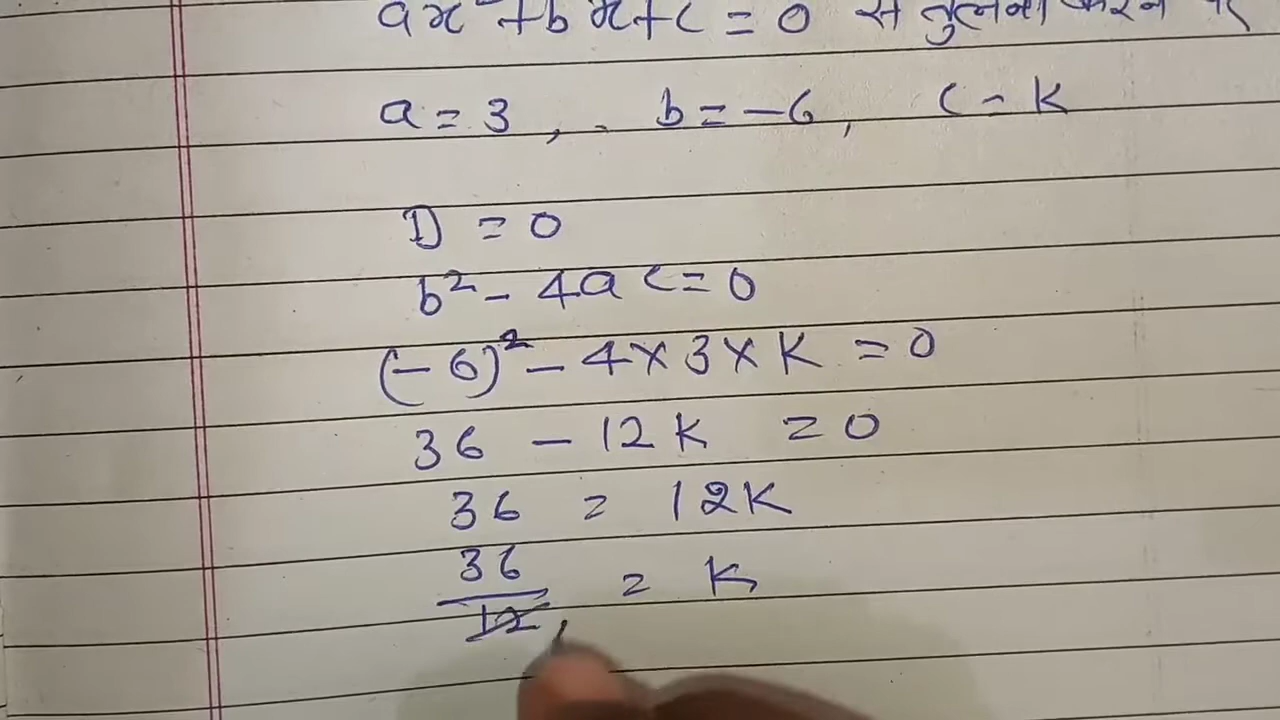 ax² + bx + c = 0 से तुलना करने पर
a = 3 , b = -6 , c = K
D = 0
b² - 4ac = 0
(-6)² - 4 × 3 × K = 0
36 - 12K = 0
36 = 12K
36/12 = K